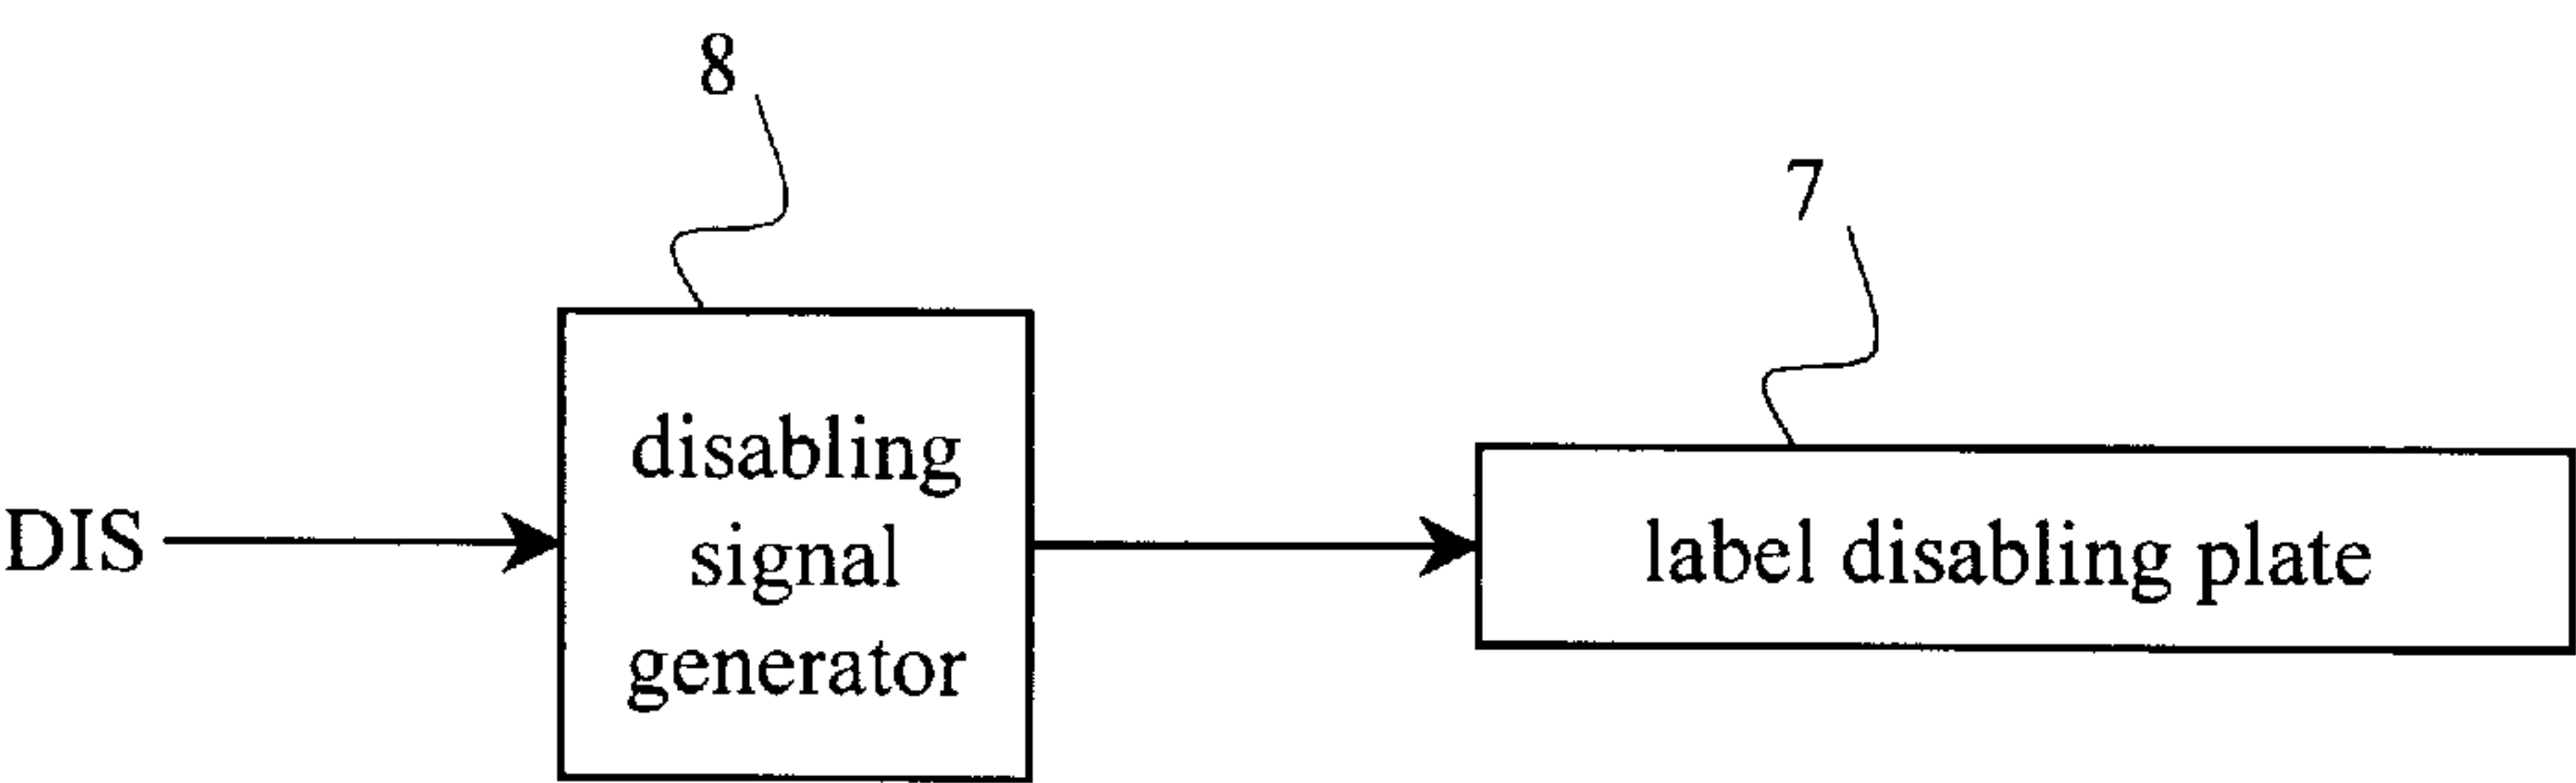 8
7
DIS
disabling
signal
generator
label disabling plate